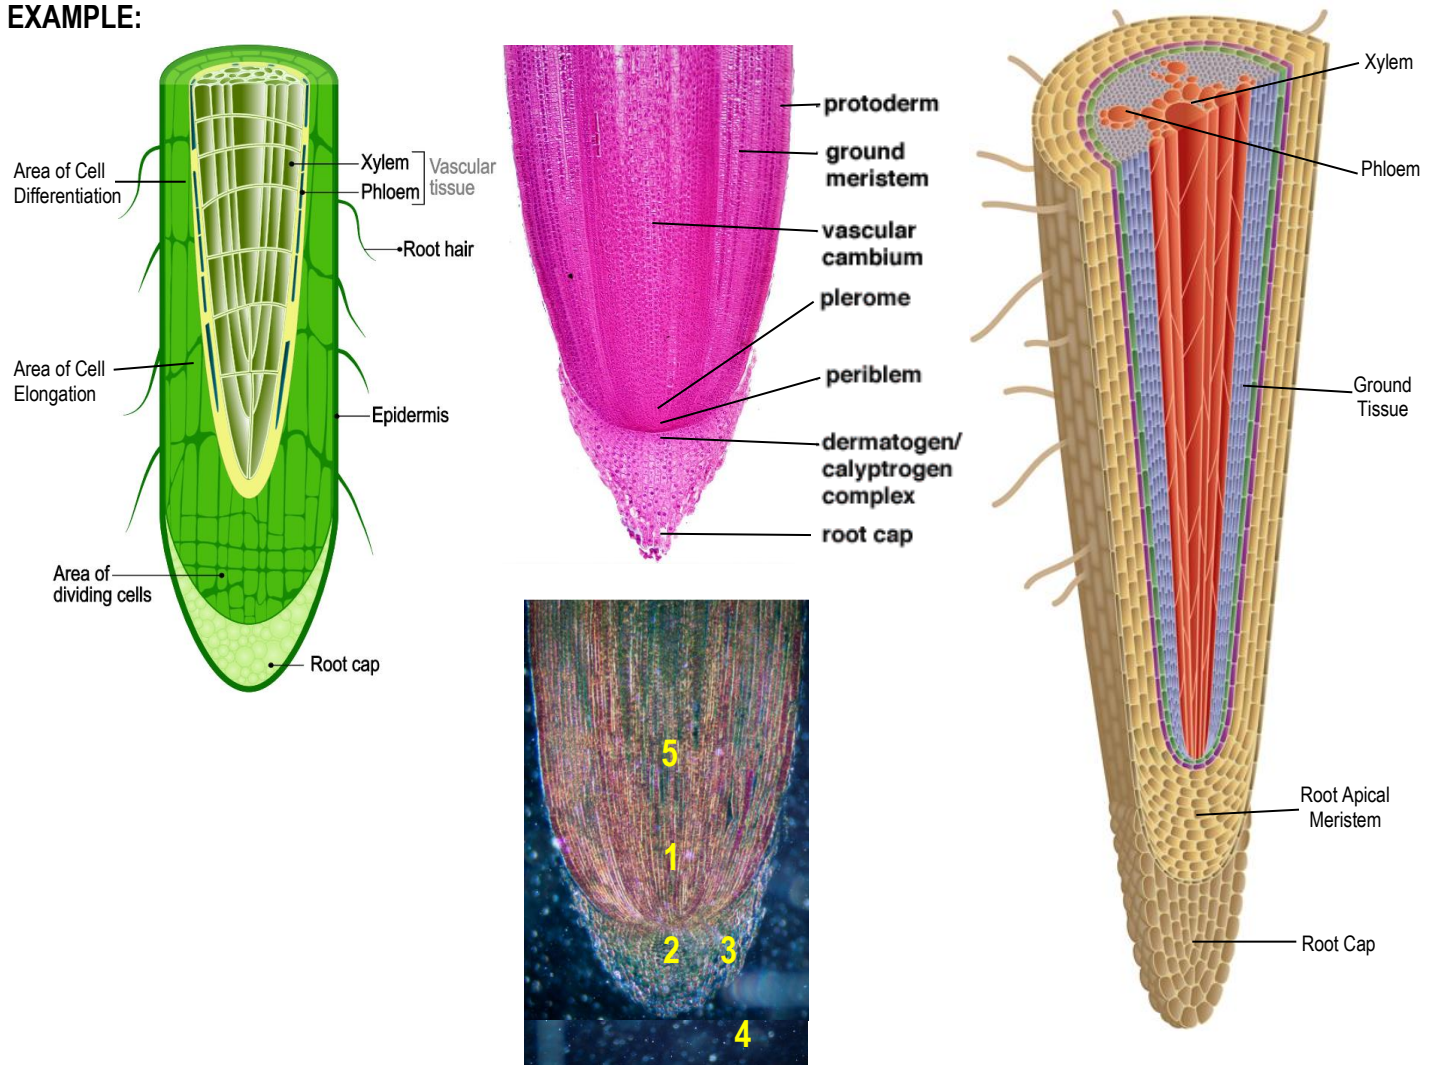 EXAMPLE:
Area of Cell
Differentiation
Xylem
Phloem
Vascular
tissue
Root hair
Area of Cell
Elongation
Epidermis
Area of
dividing cells
Root cap
protoderm
ground
meristem
vascular
cambium
plerome
periblem
dermatogen/
calyptrogen
complex
root cap
5
1
2
3
4
Xylem
Phloem
Ground
Tissue
Root Apical
Meristem
Root Cap